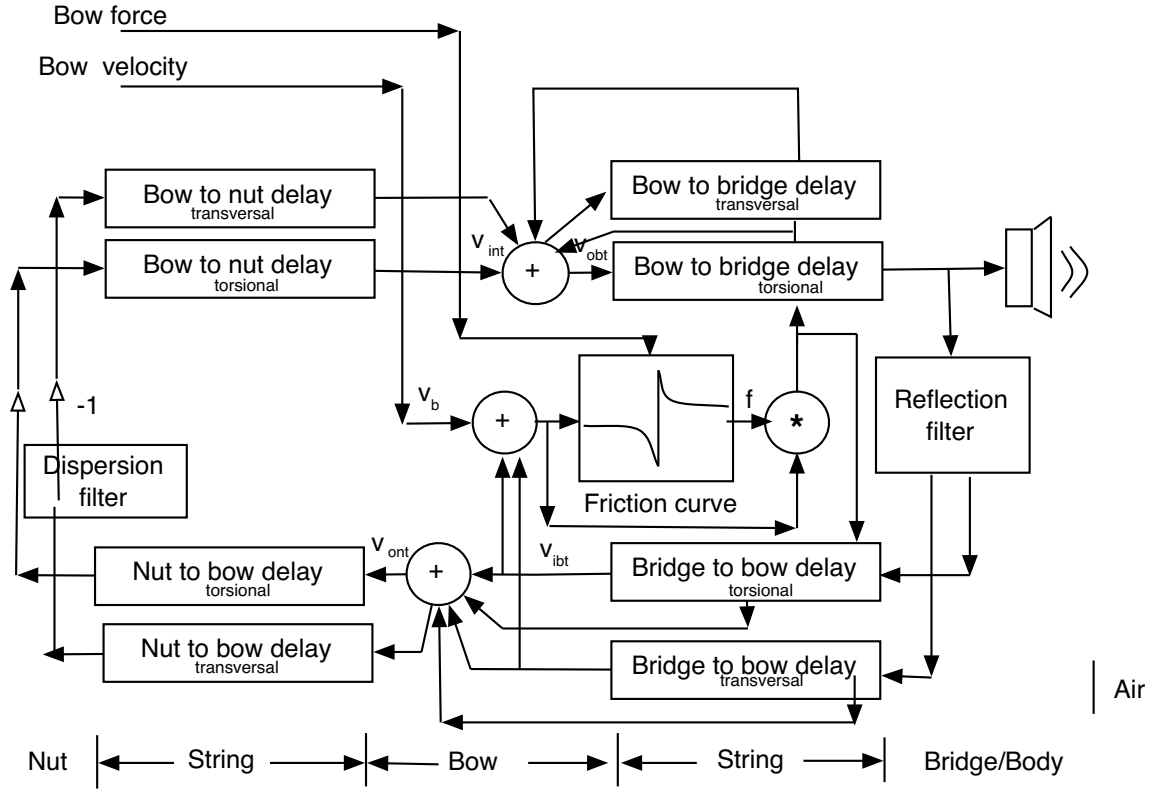 Bow force
Bow velocity
Bow to nut delay
transversal
Bow to bridge delay
transversal
v int
v obt
Bow to nut delay
torsional
+
Bow to bridge delay
torsional
-1
v b
+
f
*
Reflection
filter
Dispersion
filter
Friction curve
v ont
v ibt
Nut to bow delay
torsional
+
Bridge to bow delay
torsional
Nut to bow delay
transversal
Bridge to bow delay
transversal
Air
Nut
String
Bow
String
Bridge/Body